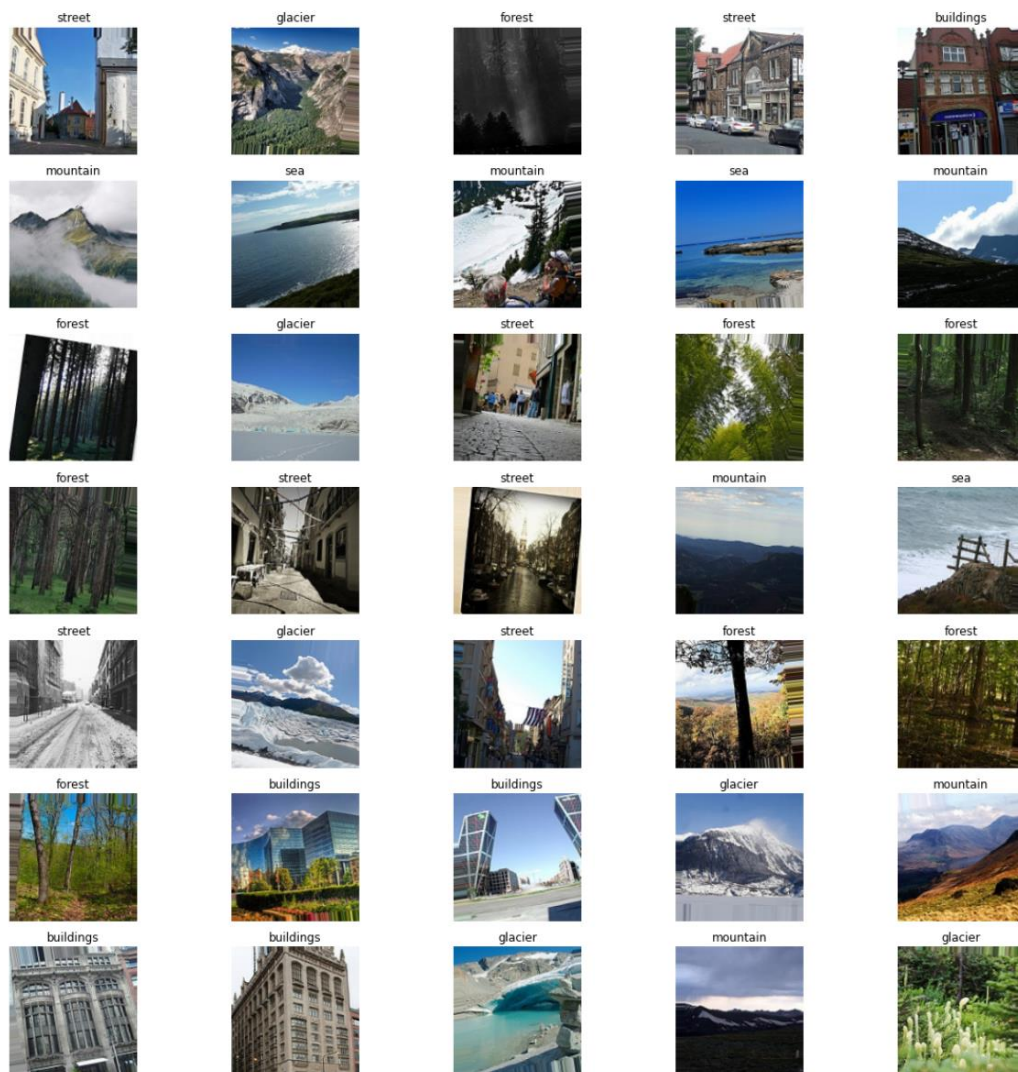 street glacier forest street buildings
mountain sea mountain sea mountain
forest glacier street forest forest
forest street street mountain sea
street glacier street forest forest
forest buildings buildings glacier mountain
buildings buildings glacier mountain glacier